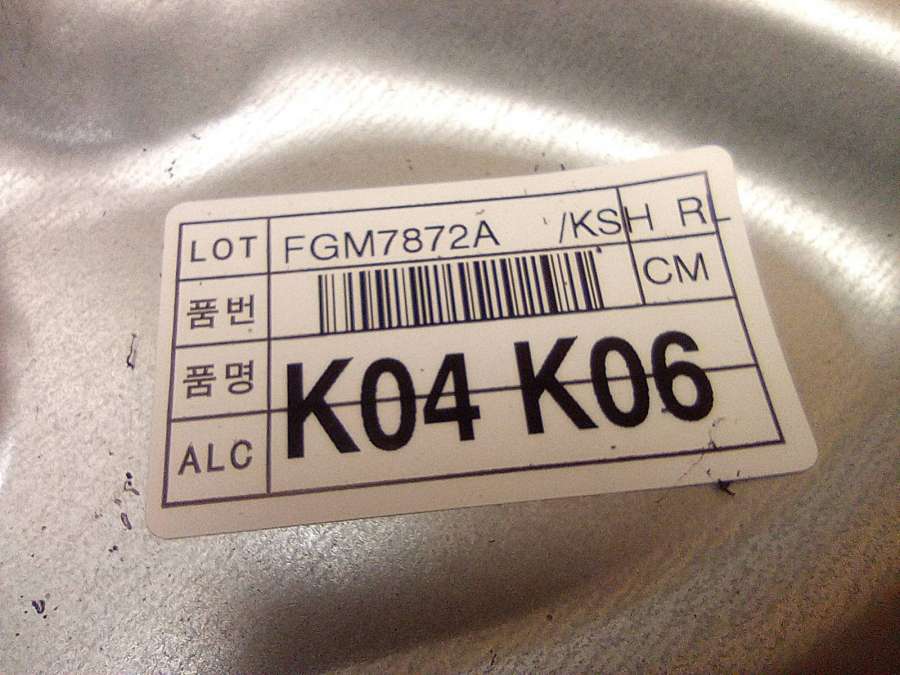 LOT FGM7872A /KSH RL
품번 CM
품명 K04 K06
ALC